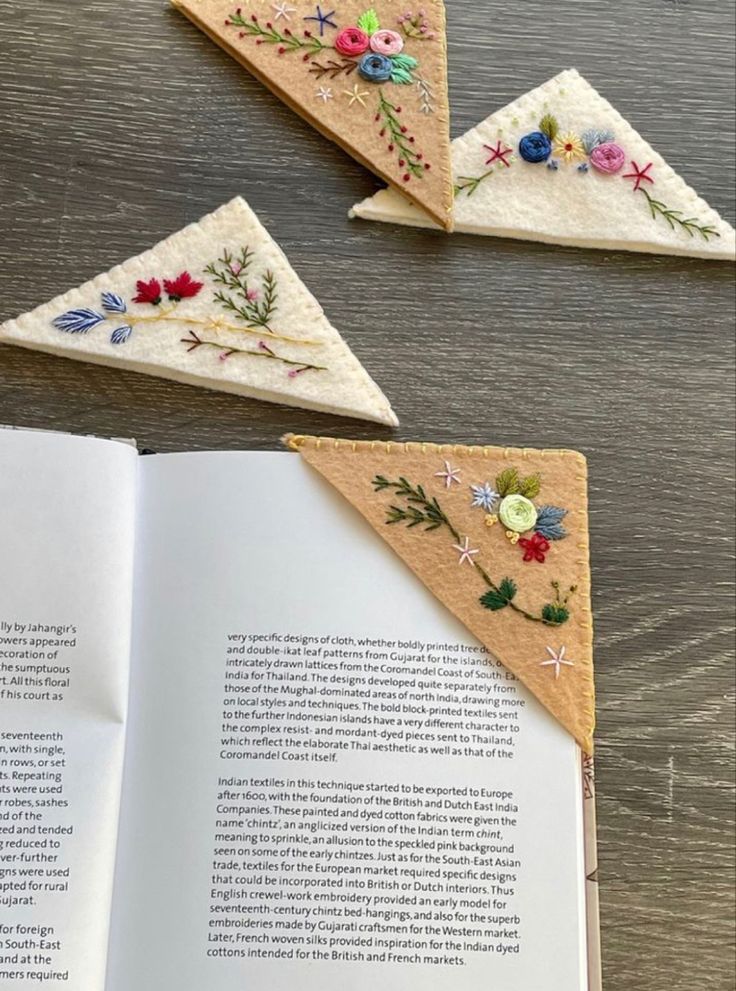 lly by Jahangir's
owers appeared
ecoration of
he sumptuous
rt. All this floral
f his court as
seventeenth
n, with single,
n rows, or set
ts. Repeating
nts were used
r robes, sashes
nd of the
zed and tended
g reduced to
ver-further
gns were used
apted for rural
ujarat.
for foreign
n South-East
and at the
mers required
very specific designs of cloth, whether boldly printed tree de
and double-ikat leaf patterns from Gujarat for the islands, o
intricately drawn lattices from the Coromandel Coast of South-Ea
India for Thailand. The designs developed quite separately from
those of the Mughal-dominated areas of north India, drawing more
on local styles and techniques. The bold block-printed textiles sent
to the further Indonesian islands have a very different character to
the complex resist- and mordant-dyed pieces sent to Thailand,
which reflect the elaborate Thai aesthetic as well as that of the
Coromandel Coast itself.
Indian textiles in this technique started to be exported to Europe
after 1600, with the foundation of the British and Dutch East India
Companies. These painted and dyed cotton fabrics were given the
name 'chintz', an anglicized version of the Indian term chint,
meaning to sprinkle, an allusion to the speckled pink background
seen on some of the early chintzes. Just as for the South-East Asian
trade, textiles for the European market required specific designs
that could be incorporated into British or Dutch interiors. Thus
English crewel-work embroidery provided an early model for
seventeenth-century chintz bed-hangings, and also for the superb
embroideries made by Gujarati craftsmen for the Western market.
Later, French woven silks provided inspiration for the Indian dyed
cottons intended for the British and French markets.